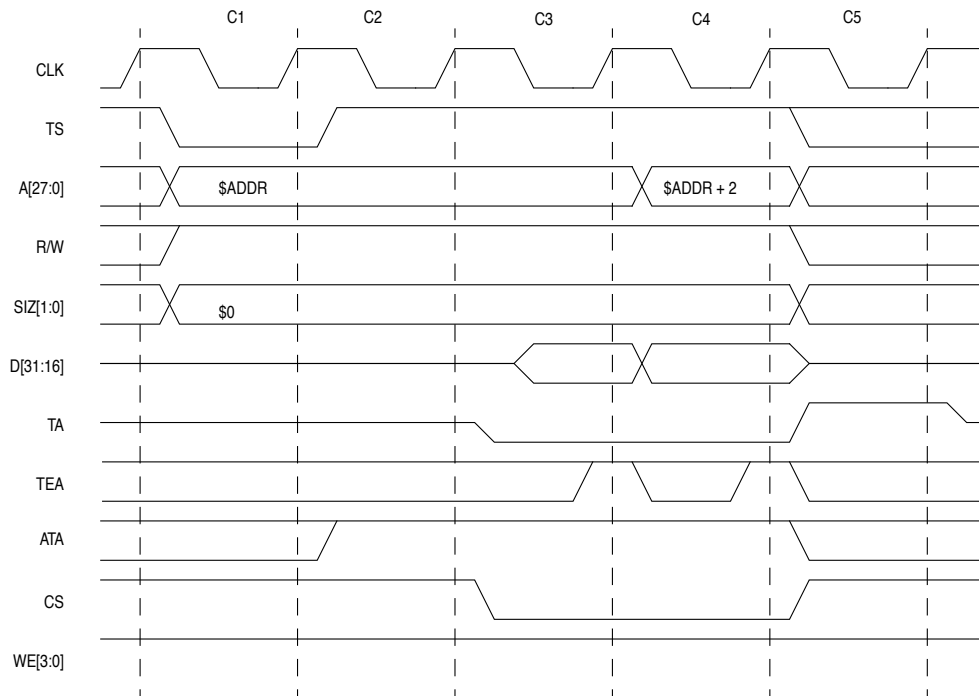 C1 C2 C3 C4 C5
CLK
TS
A[27:0] $ADDR $ADDR + 2
R/W
SIZ[1:0] $0
D[31:16]
TA
TEA
ATA
CS
WE[3:0]